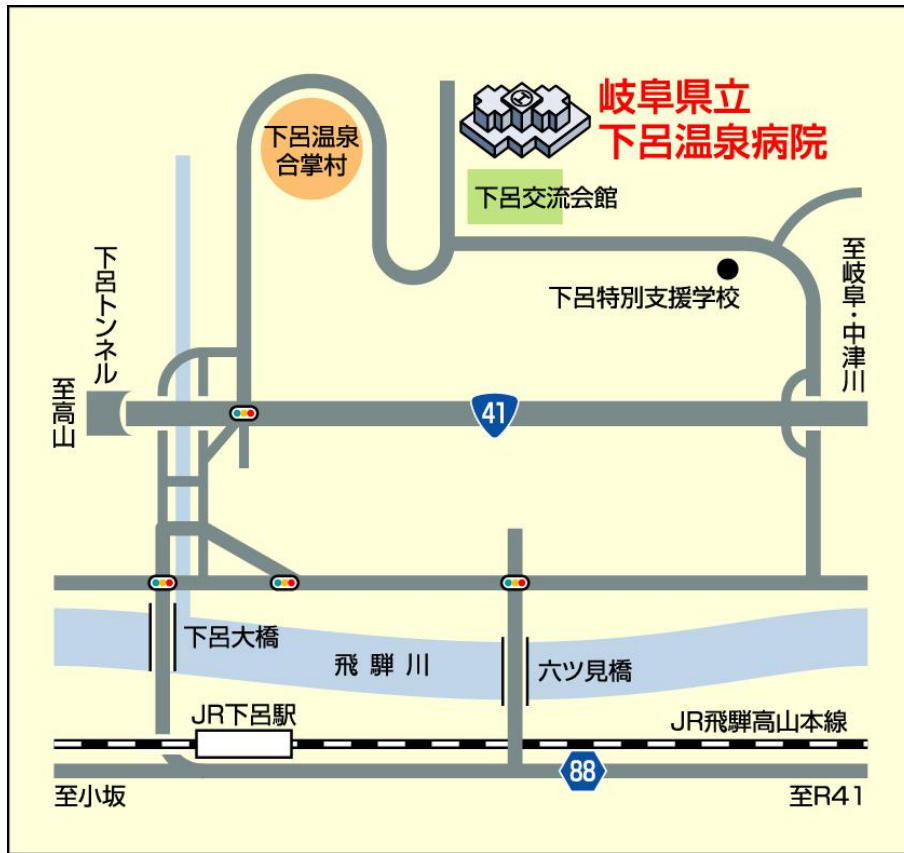 岐阜県立
下呂温泉病院
下呂温泉
合掌村
下呂交流会館
下呂特別支援学校
至岐阜・中津川
下呂トンネル
至高山
41
下呂大橋
飛騨川
六ツ見橋
JR下呂駅
JR飛騨高山本線
88
至小坂
至R41